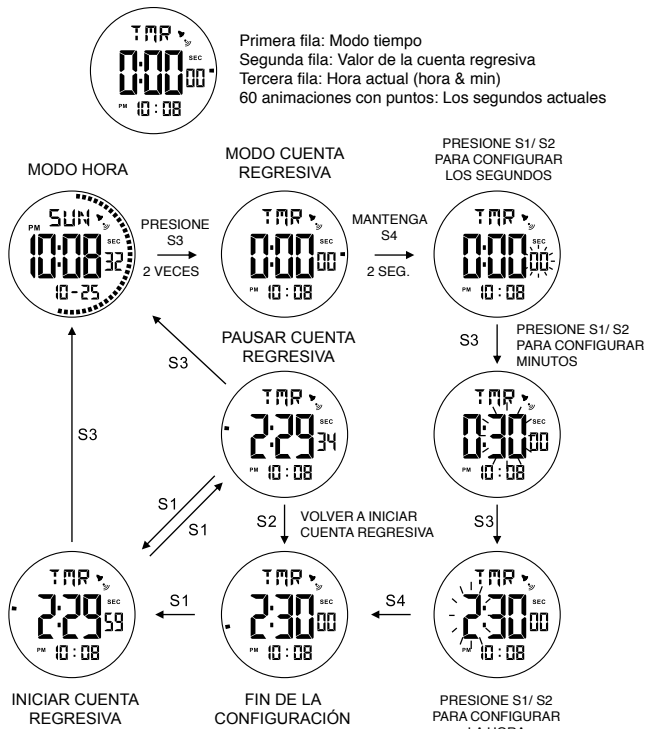 TMR
0:00 SEC 00
PM 10:08
Primera fila: Modo tiempo
Segunda fila: Valor de la cuenta regresiva
Tercera fila: Hora actual (hora & min)
60 animaciones con puntos: Los segundos actuales
MODO HORA
SUN
PM 10:08 SEC 32
10-25
PRESIONE
S3
2 VECES
MODO CUENTA
REGRESIVA
TMR
0:00 SEC 00
PM 10:08
MANTENGA
S4
2 SEG.
PRESIONE S1/ S2
PARA CONFIGURAR
LOS SEGUNDOS
TMR
0:00 SEC 00
PM 10:08
S3
PRESIONE S1/ S2
PARA CONFIGURAR
MINUTOS
S3
PAUSAR CUENTA
REGRESIVA
TMR
2:29 SEC 34
PM 10:08
TMR
0:30 SEC 00
PM 10:08
S3
S1
S1
S2
VOLVER A INICIAR
CUENTA REGRESIVA
S3
TMR
2:29 SEC 59
PM 10:08
INICIAR CUENTA
REGRESIVA
S1
TMR
2:30 SEC 00
PM 10:08
FIN DE LA
CONFIGURACIÓN
S4
TMR
2:30 SEC 00
PM 10:08
PRESIONE S1/ S2
PARA CONFIGURAR
LA HORA